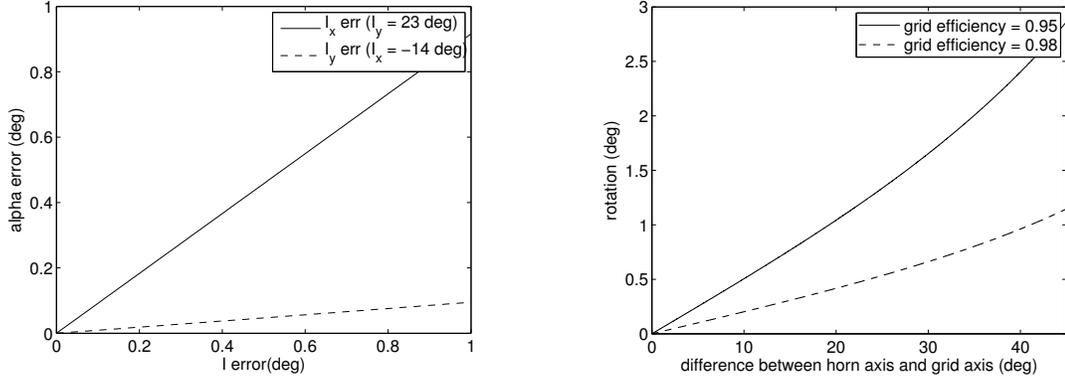 1
0.8
0.6
0.4
0.2
0
alpha error (deg)
I_x err (I_y = 23 deg)
I_y err (I_x = −14 deg)
0 0.2 0.4 0.6 0.8 1
I error(deg)
3
2.5
2
1.5
1
0.5
0
rotation (deg)
grid efficiency = 0.95
grid efficiency = 0.98
0 10 20 30 40
difference between horn axis and grid axis (deg)